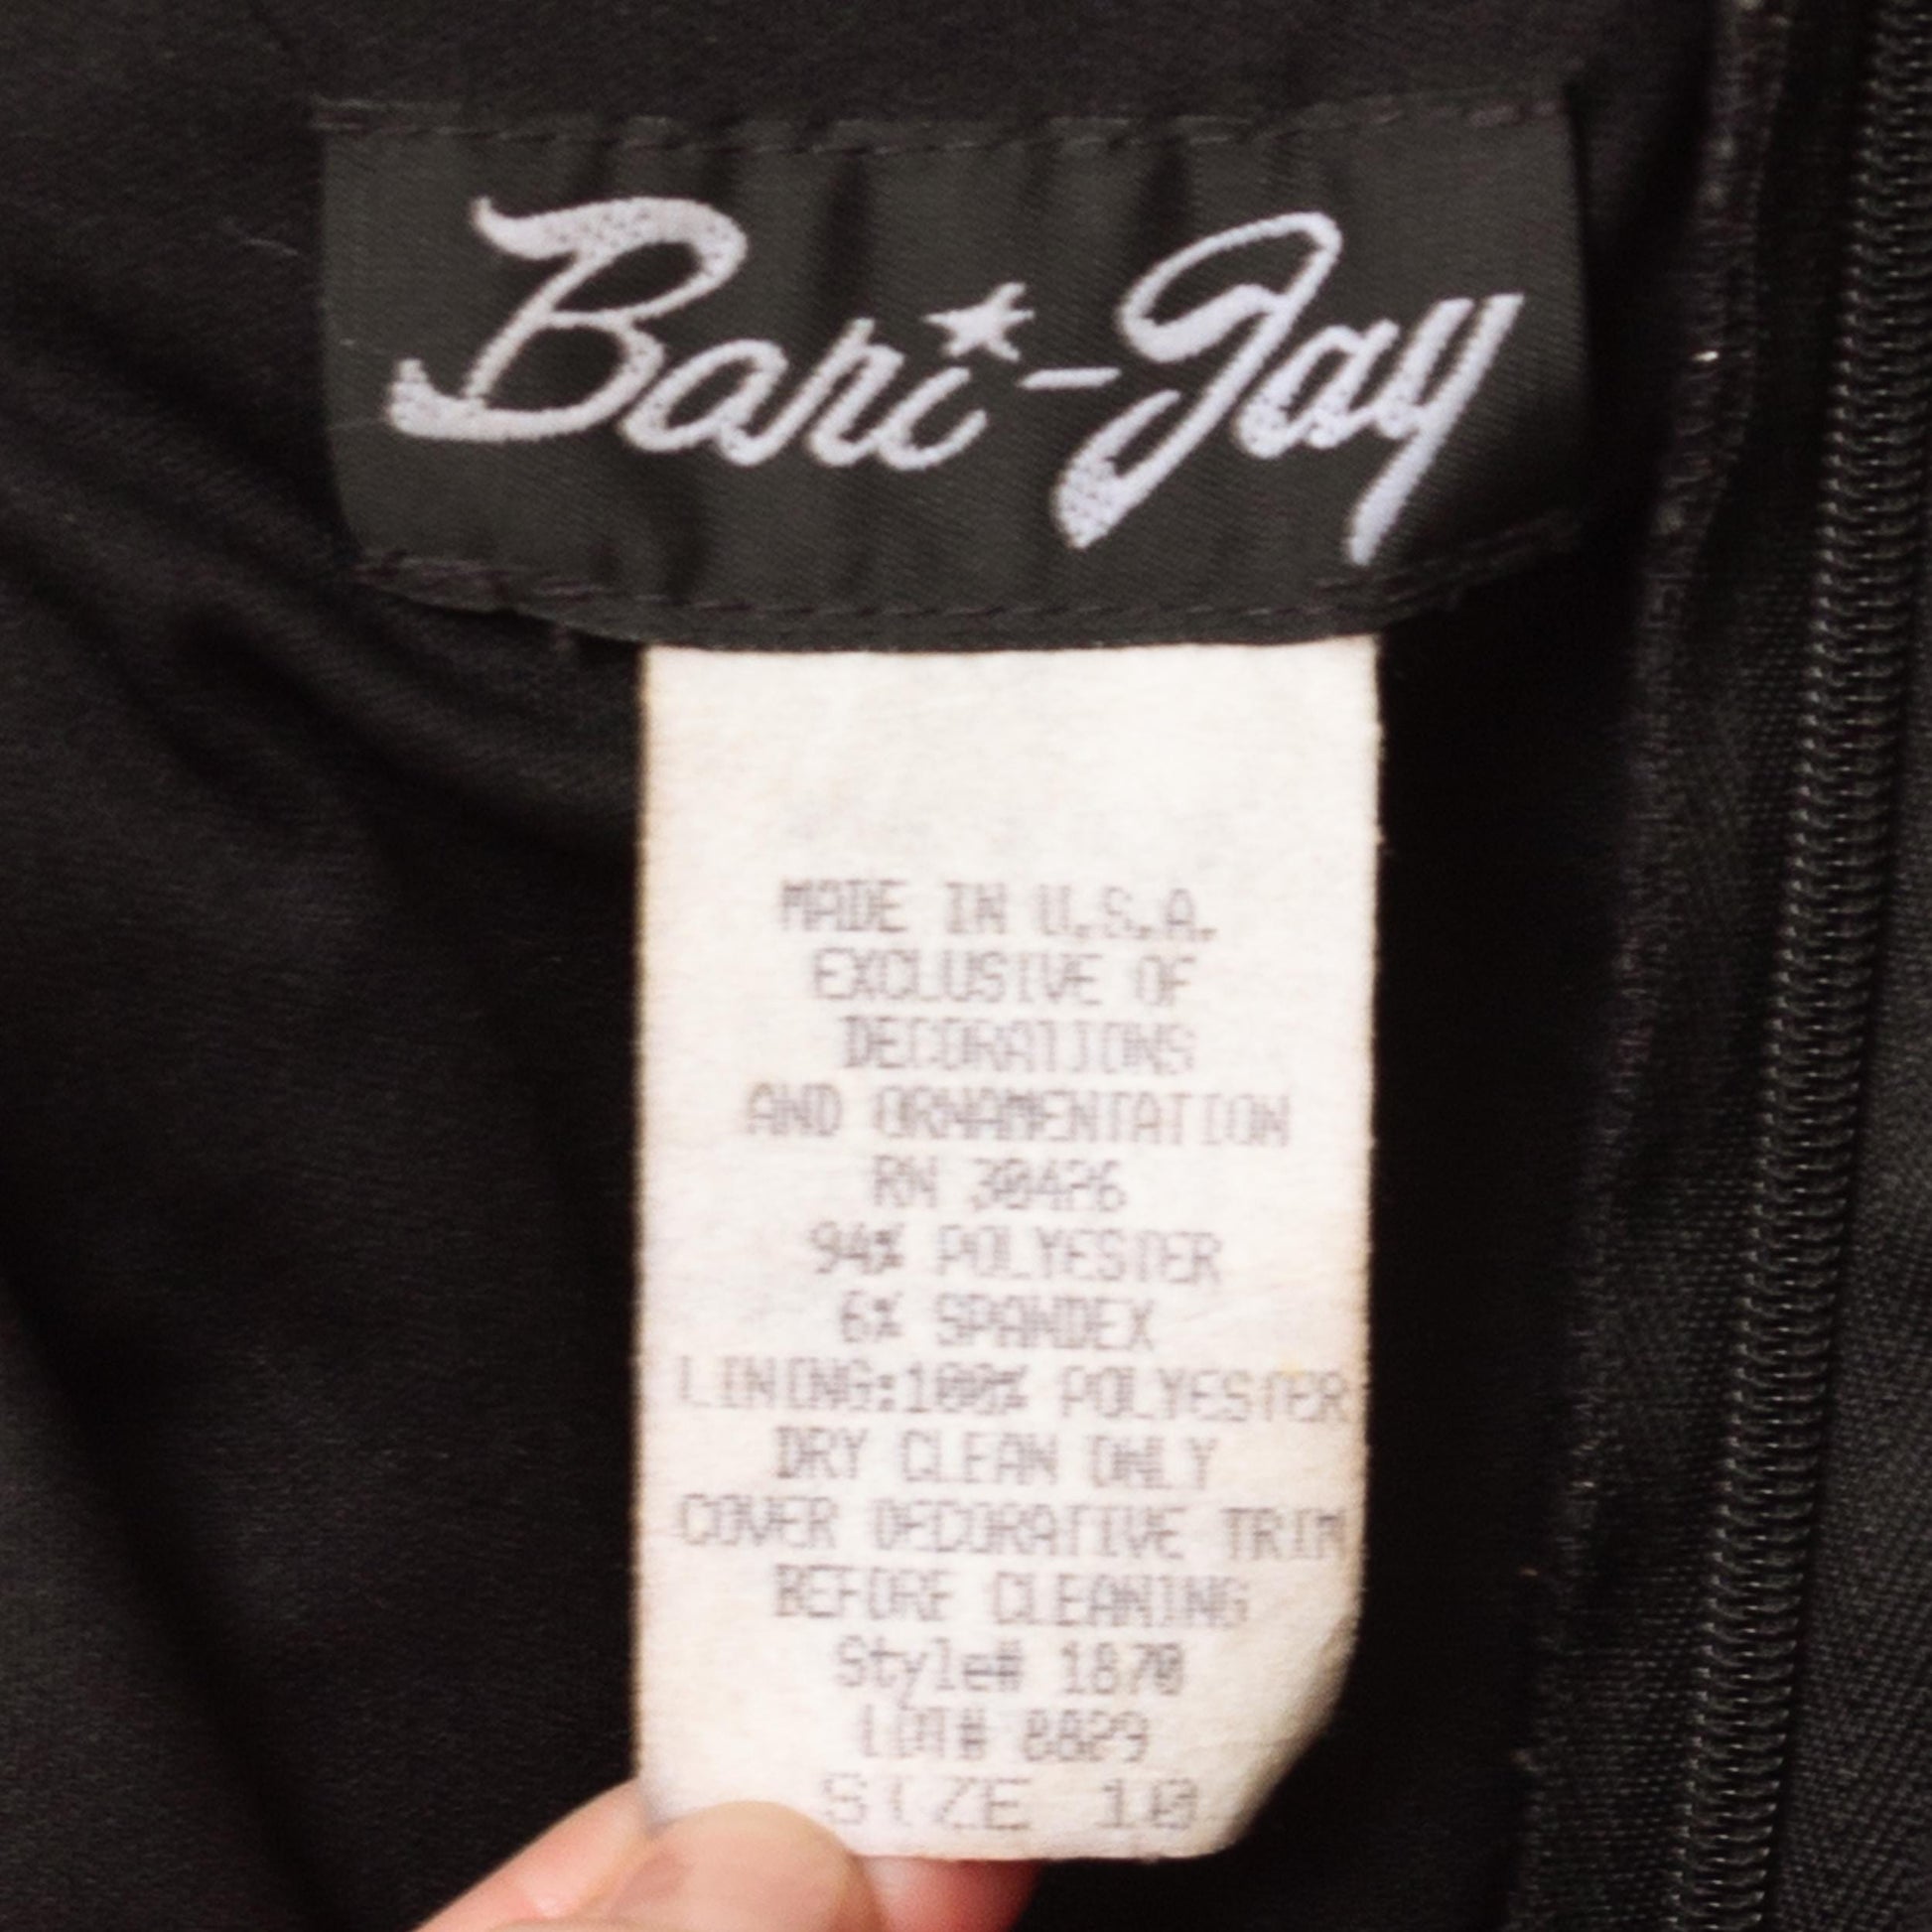 Bari-Jay
MADE IN U.S.A.
EXCLUSIVE OF
DECORATIONS
AND ORNAMENTATION
RN 30426
94% POLYESTER
6% SPANDEX
LINING:100% POLYESTER
DRY CLEAN ONLY
COVER DECORATIVE TRIM
BEFORE CLEANING
Style# 1870
LOT# 8829
SIZE 10